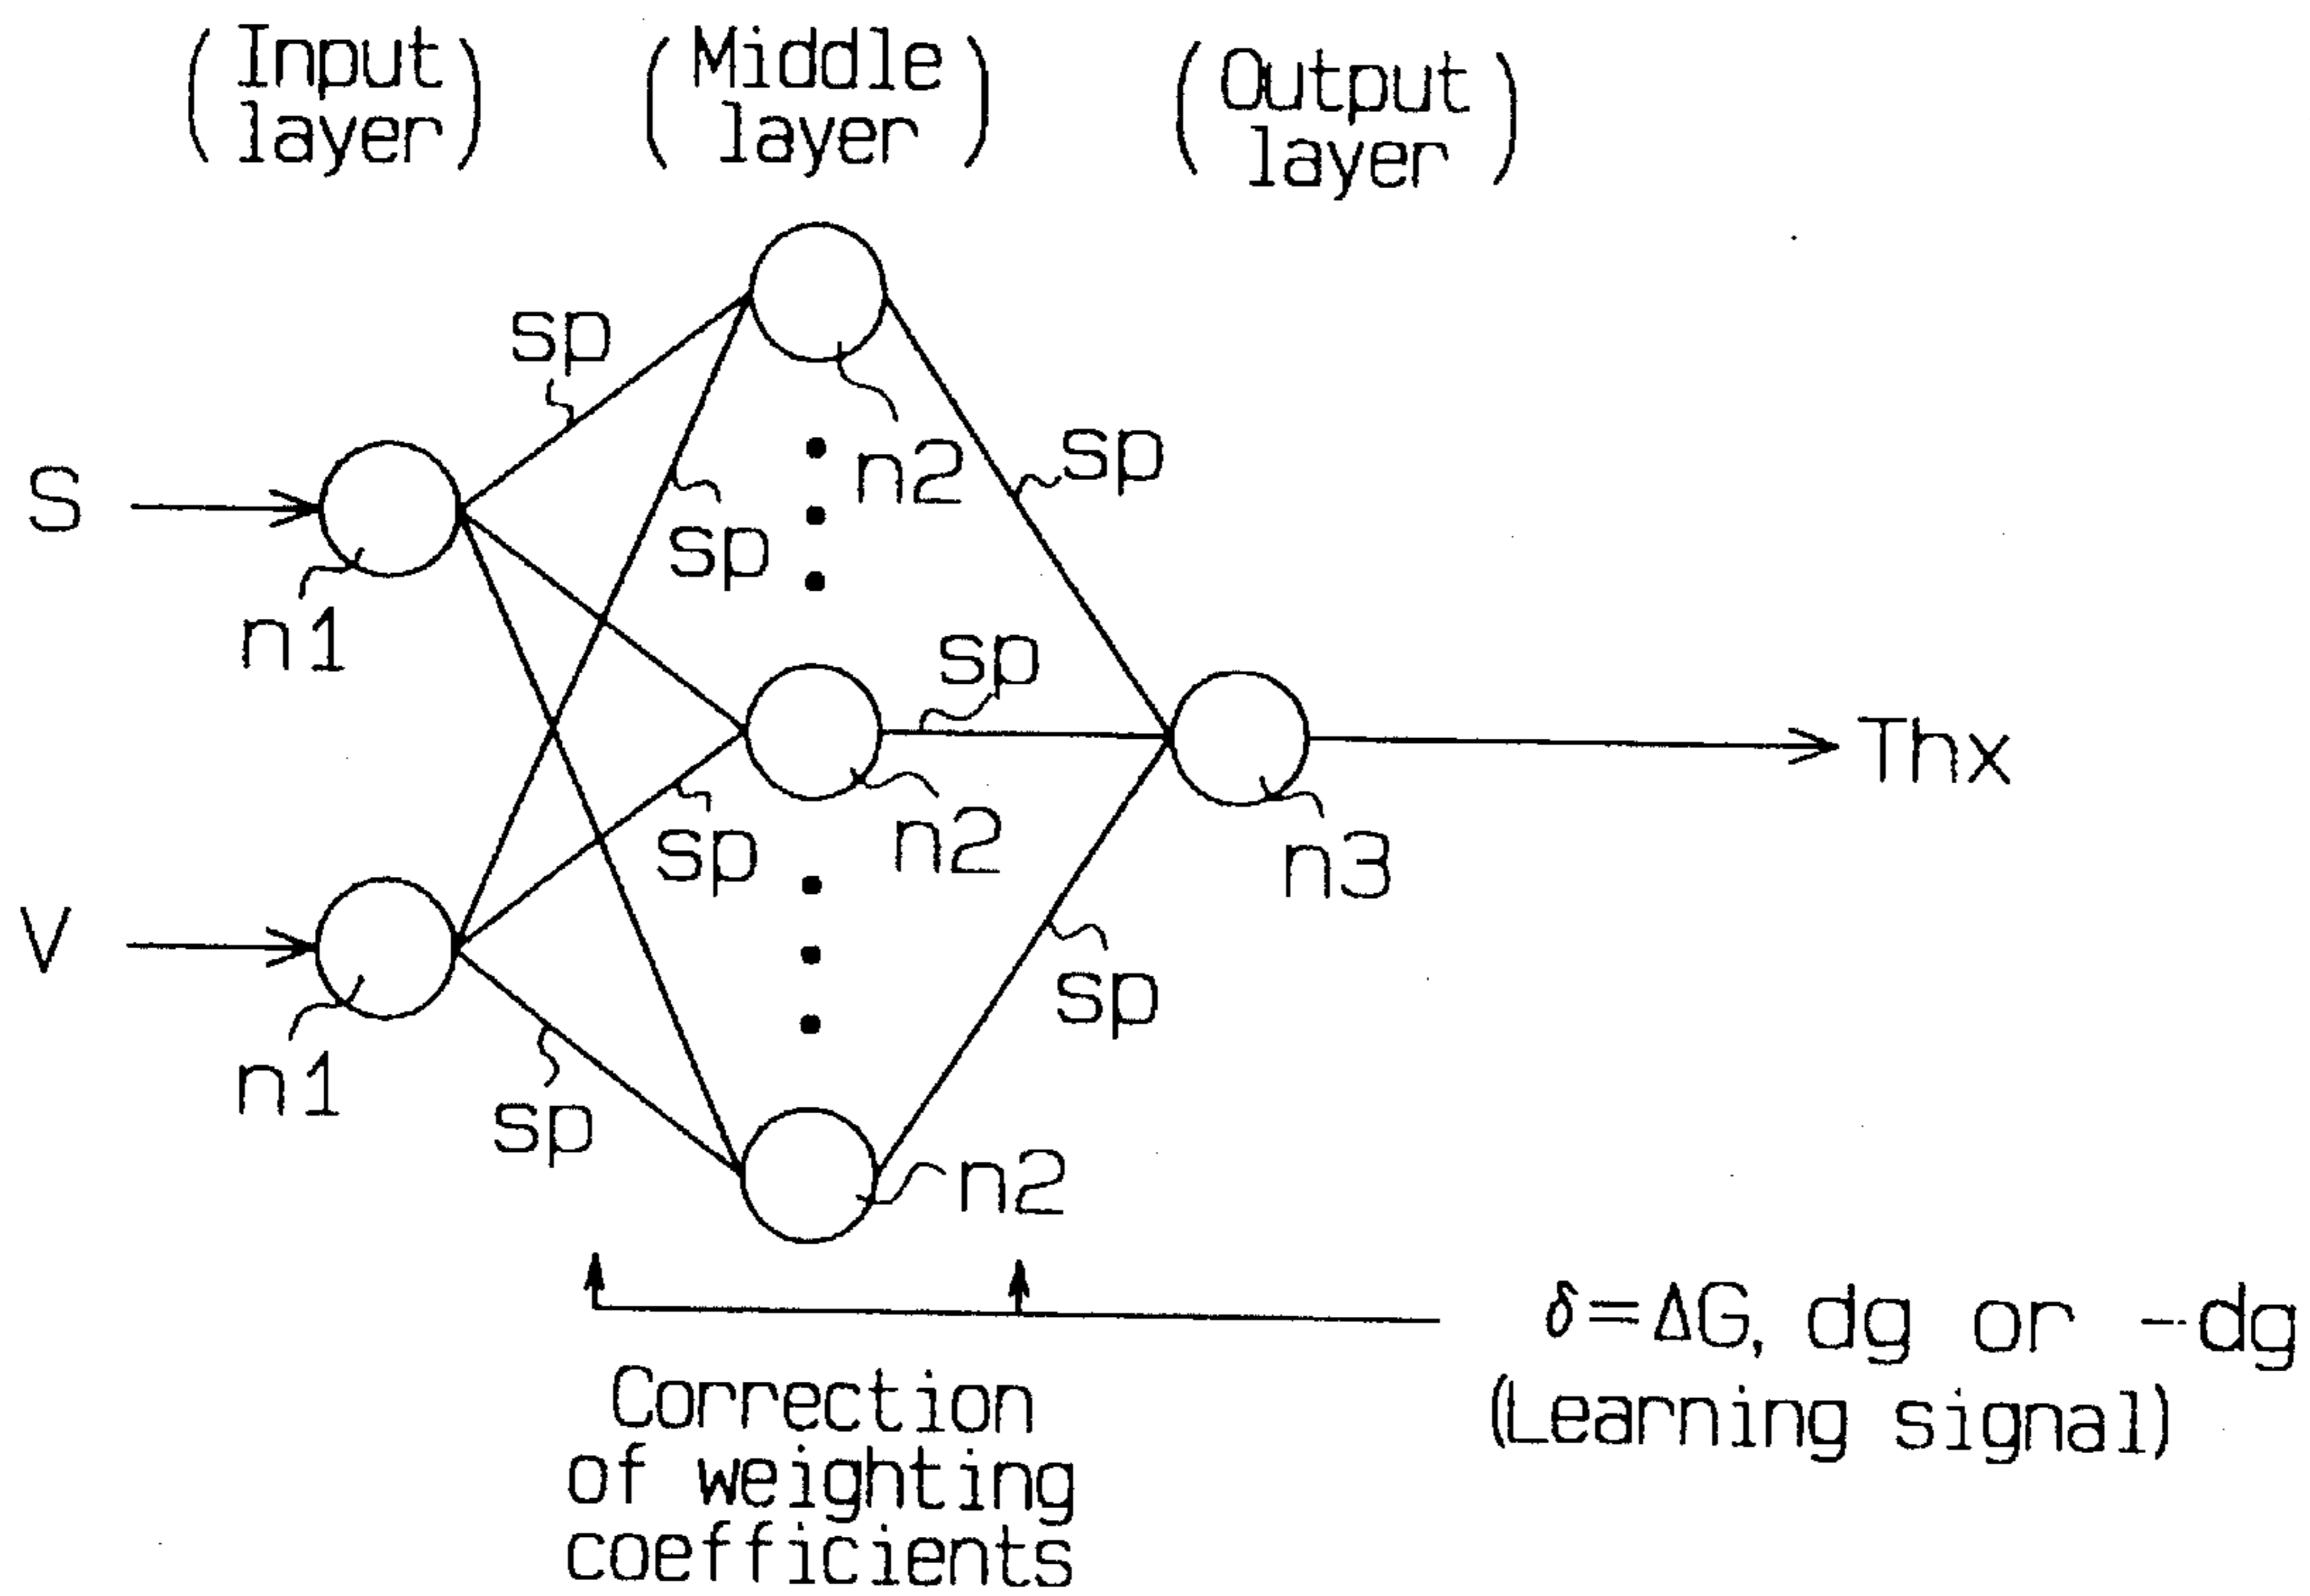 (Input layer)
(Middle layer)
(Output layer)
sp
sp
n2
sp
S
sp
n1
sp
n2
Thx
sp
n3
V
sp
n1
sp
n2
δ=ΔG, dg or -dg
(Learning signal)
Correction
of weighting
coefficients